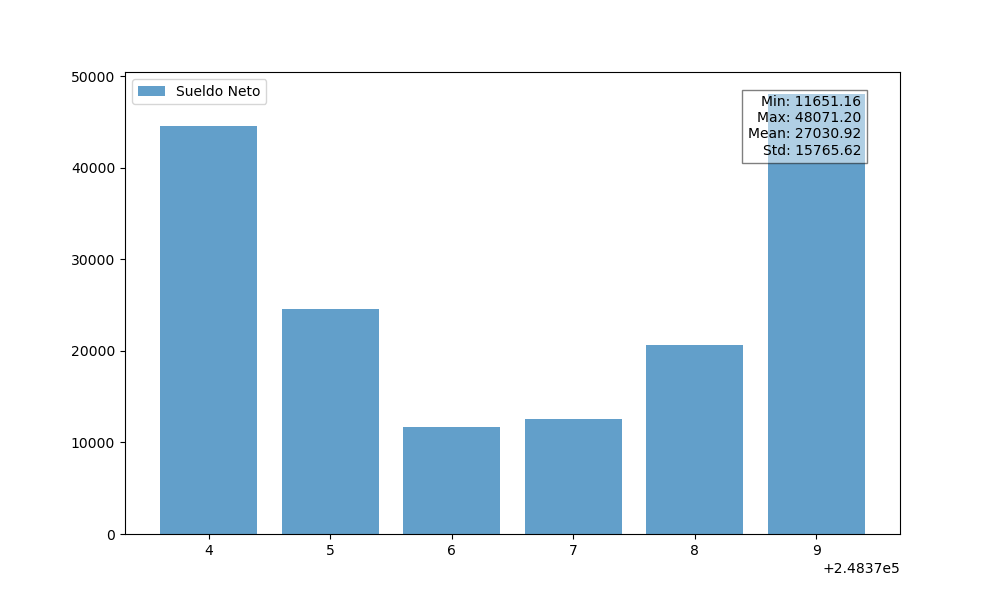 50000
40000
30000
20000
10000
0
Sueldo Neto
Min: 11651.16
Max: 48071.20
Mean: 27030.92
Std: 15765.62
4 5 6 7 8 9
+2.4837e5